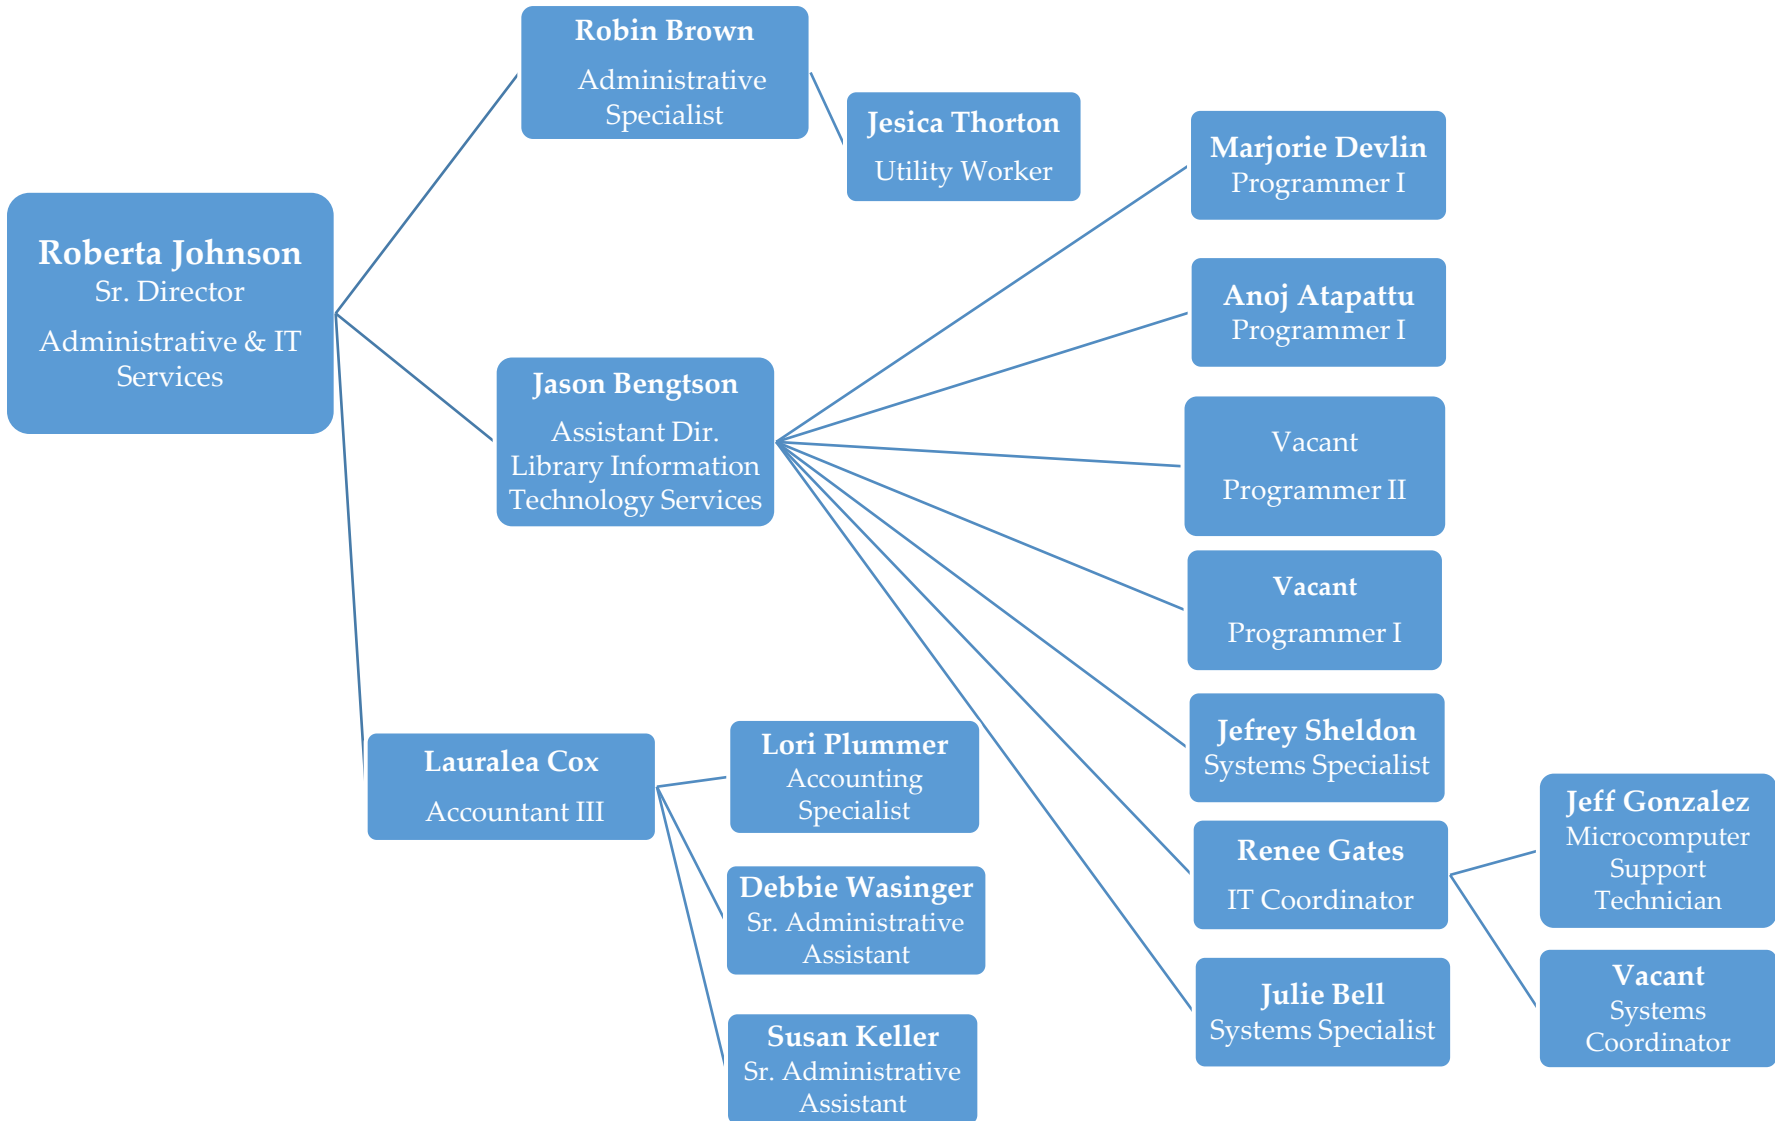 Robin Brown
Administrative
Specialist
Jesica Thorton
Utility Worker
Roberta Johnson
Sr. Director
Administrative & IT
Services
Jason Bengtson
Assistant Dir.
Library Information
Technology Services
Marjorie Devlin
Programmer I
Anoj Atapattu
Programmer I
Vacant
Programmer II
Vacant
Programmer I
Jefrey Sheldon
Systems Specialist
Renee Gates
IT Coordinator
Jeff Gonzalez
Microcomputer
Support
Technician
Vacant
Systems
Coordinator
Julie Bell
Systems Specialist
Lauralea Cox
Accountant III
Lori Plummer
Accounting
Specialist
Debbie Wasinger
Sr. Administrative
Assistant
Susan Keller
Sr. Administrative
Assistant